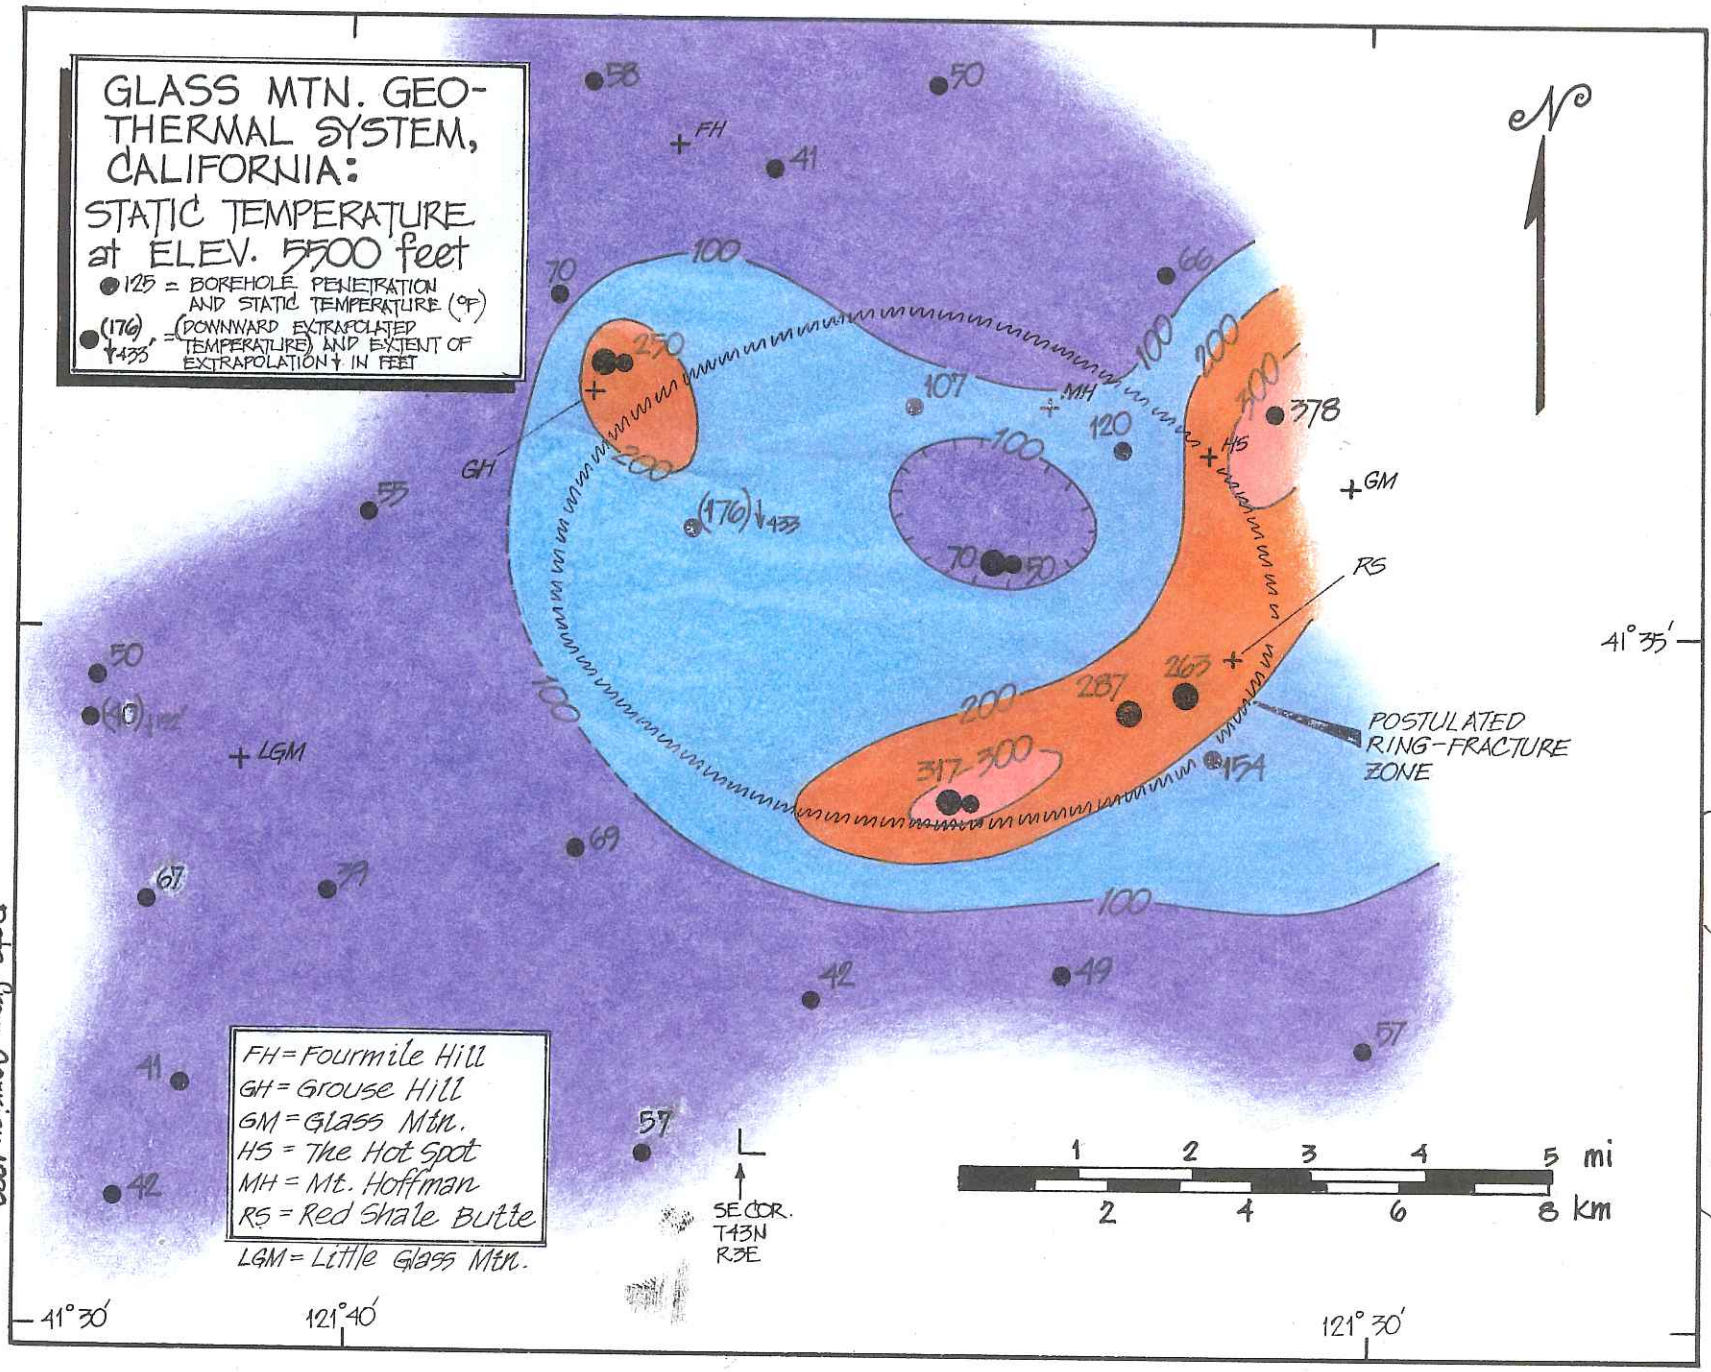 GLASS MTN. GEO-
THERMAL SYSTEM,
CALIFORNIA:
STATIC TEMPERATURE
at ELEV. 5500 feet
125 = BOREHOLE PENETRATION
AND STATIC TEMPERATURE (°F)
(176) = (DOWNWARD EXTRAPOLATED
↓433' TEMPERATURE) AND EXTENT OF
EXTRAPOLATION ↓ IN FEET
58
50
N
FH
41
100
66
70
100
200
250
300
107
MH
378
120
HS
100
GH
200
GM
55
(176)↓433
70
50
RS
41°35'
50
263
287
100
200
POSTULATED
RING-FRACTURE
ZONE
LGM
317
300
154
69
67
39
100
42
49
57
41
57
42
FH = Fourmile Hill
GH = Grouse Hill
GM = Glass Mtn.
HS = The Hot Spot
MH = Mt. Hoffman
RS = Red Shale Butte
LGM = Little Glass Mtn.
SE COR.
T43N
R3E
1 2 3 4 5 mi
2 4 6 8 km
41°30'
121°40'
121°30'